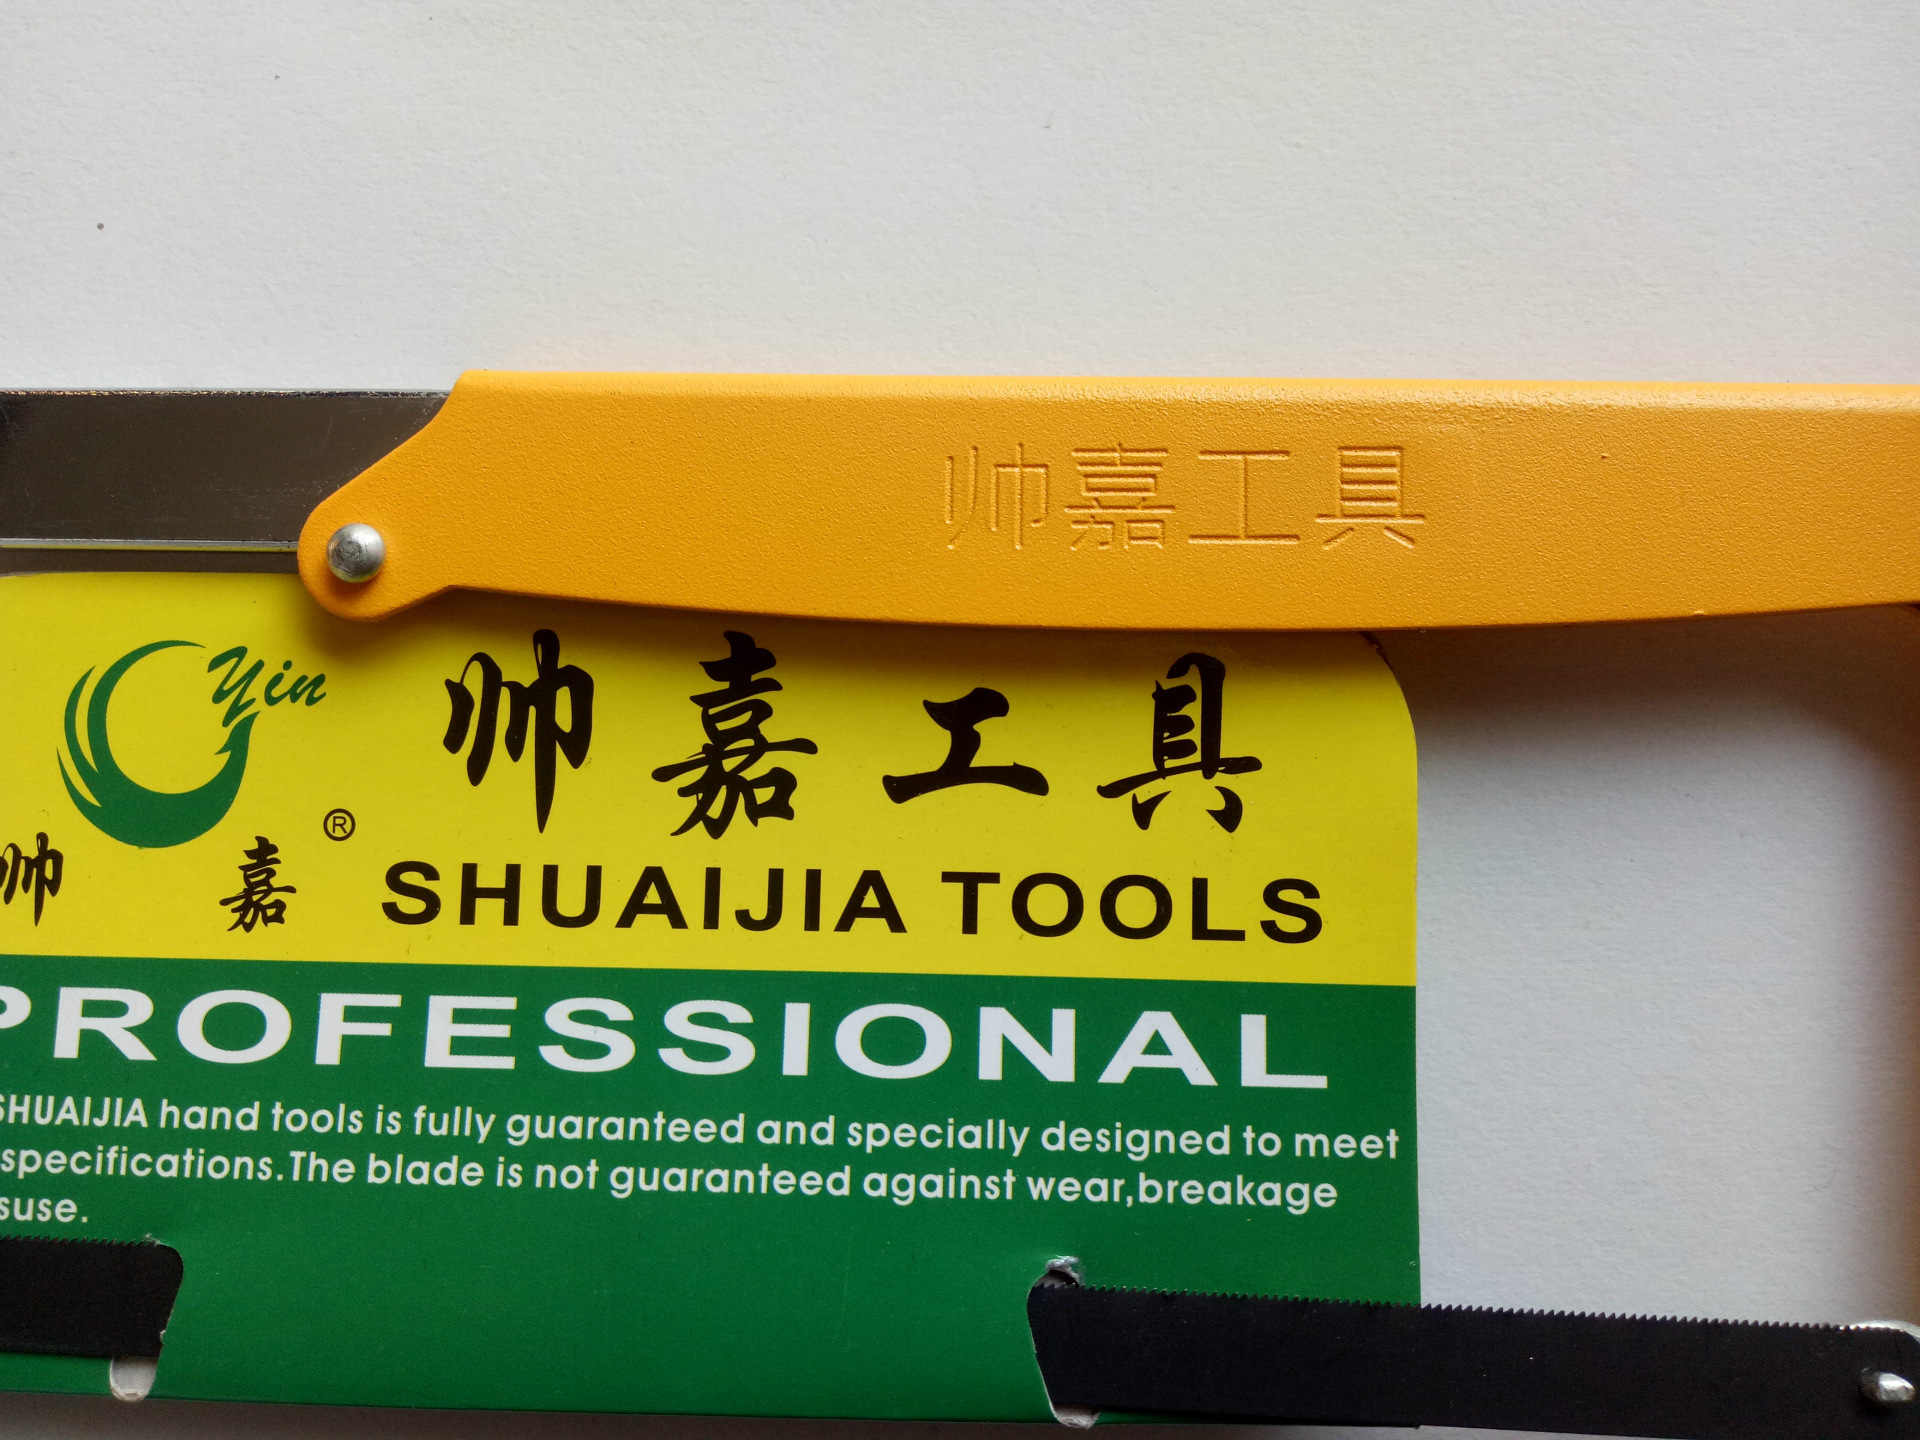 帅嘉工具
Yin
帅嘉工具
®
帅 嘉
SHUAIJIA TOOLS
PROFESSIONAL
SHUAIJIA hand tools is fully guaranteed and specially designed to meet
specifications.The blade is not guaranteed against wear,breakage
suse.